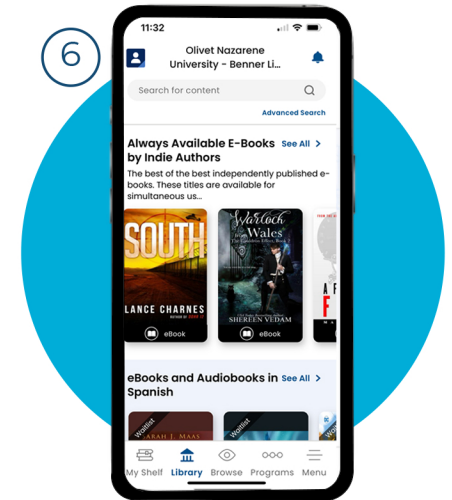 6
11:32
Olivet Nazarene
University - Benner Li...
Search for content
Advanced Search
Always Available E-Books
by Indie Authors
See All >
The best of the best independently published e-
books. These titles are available for
simultaneous us...
SOUTH
LANCE CHARNES
eBook
Warlock
from Wales
SHEREEN VEDAM
eBook
eBooks and Audiobooks in
Spanish
See All >
Waitlist
SARAH J. MAAS
Waitlist
My Shelf
Library
Browse
Programs
Menu